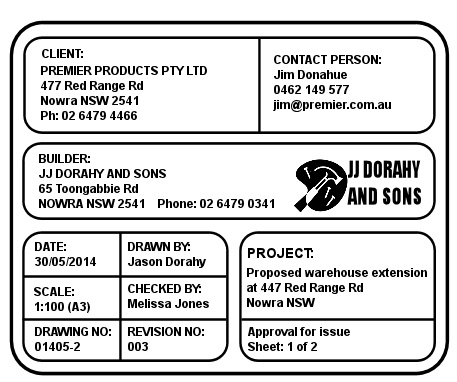 CLIENT:
PREMIER PRODUCTS PTY LTD
477 Red Range Rd
Nowra NSW 2541
Ph: 02 6479 4466
CONTACT PERSON:
Jim Donahue
0462 149 577
jim@premier.com.au
BUILDER:
JJ DORAHY AND SONS
65 Toongabbie Rd
NOWRA NSW 2541 Phone: 02 6479 0341
JJ DORAHY
AND SONS
DATE:
30/05/2014
DRAWN BY:
Jason Dorahy
SCALE:
1:100 (A3)
CHECKED BY:
Melissa Jones
DRAWING NO:
01405-2
REVISION NO:
003
PROJECT:
Proposed warehouse extension
at 447 Red Range Rd
Nowra NSW
Approval for issue
Sheet: 1 of 2